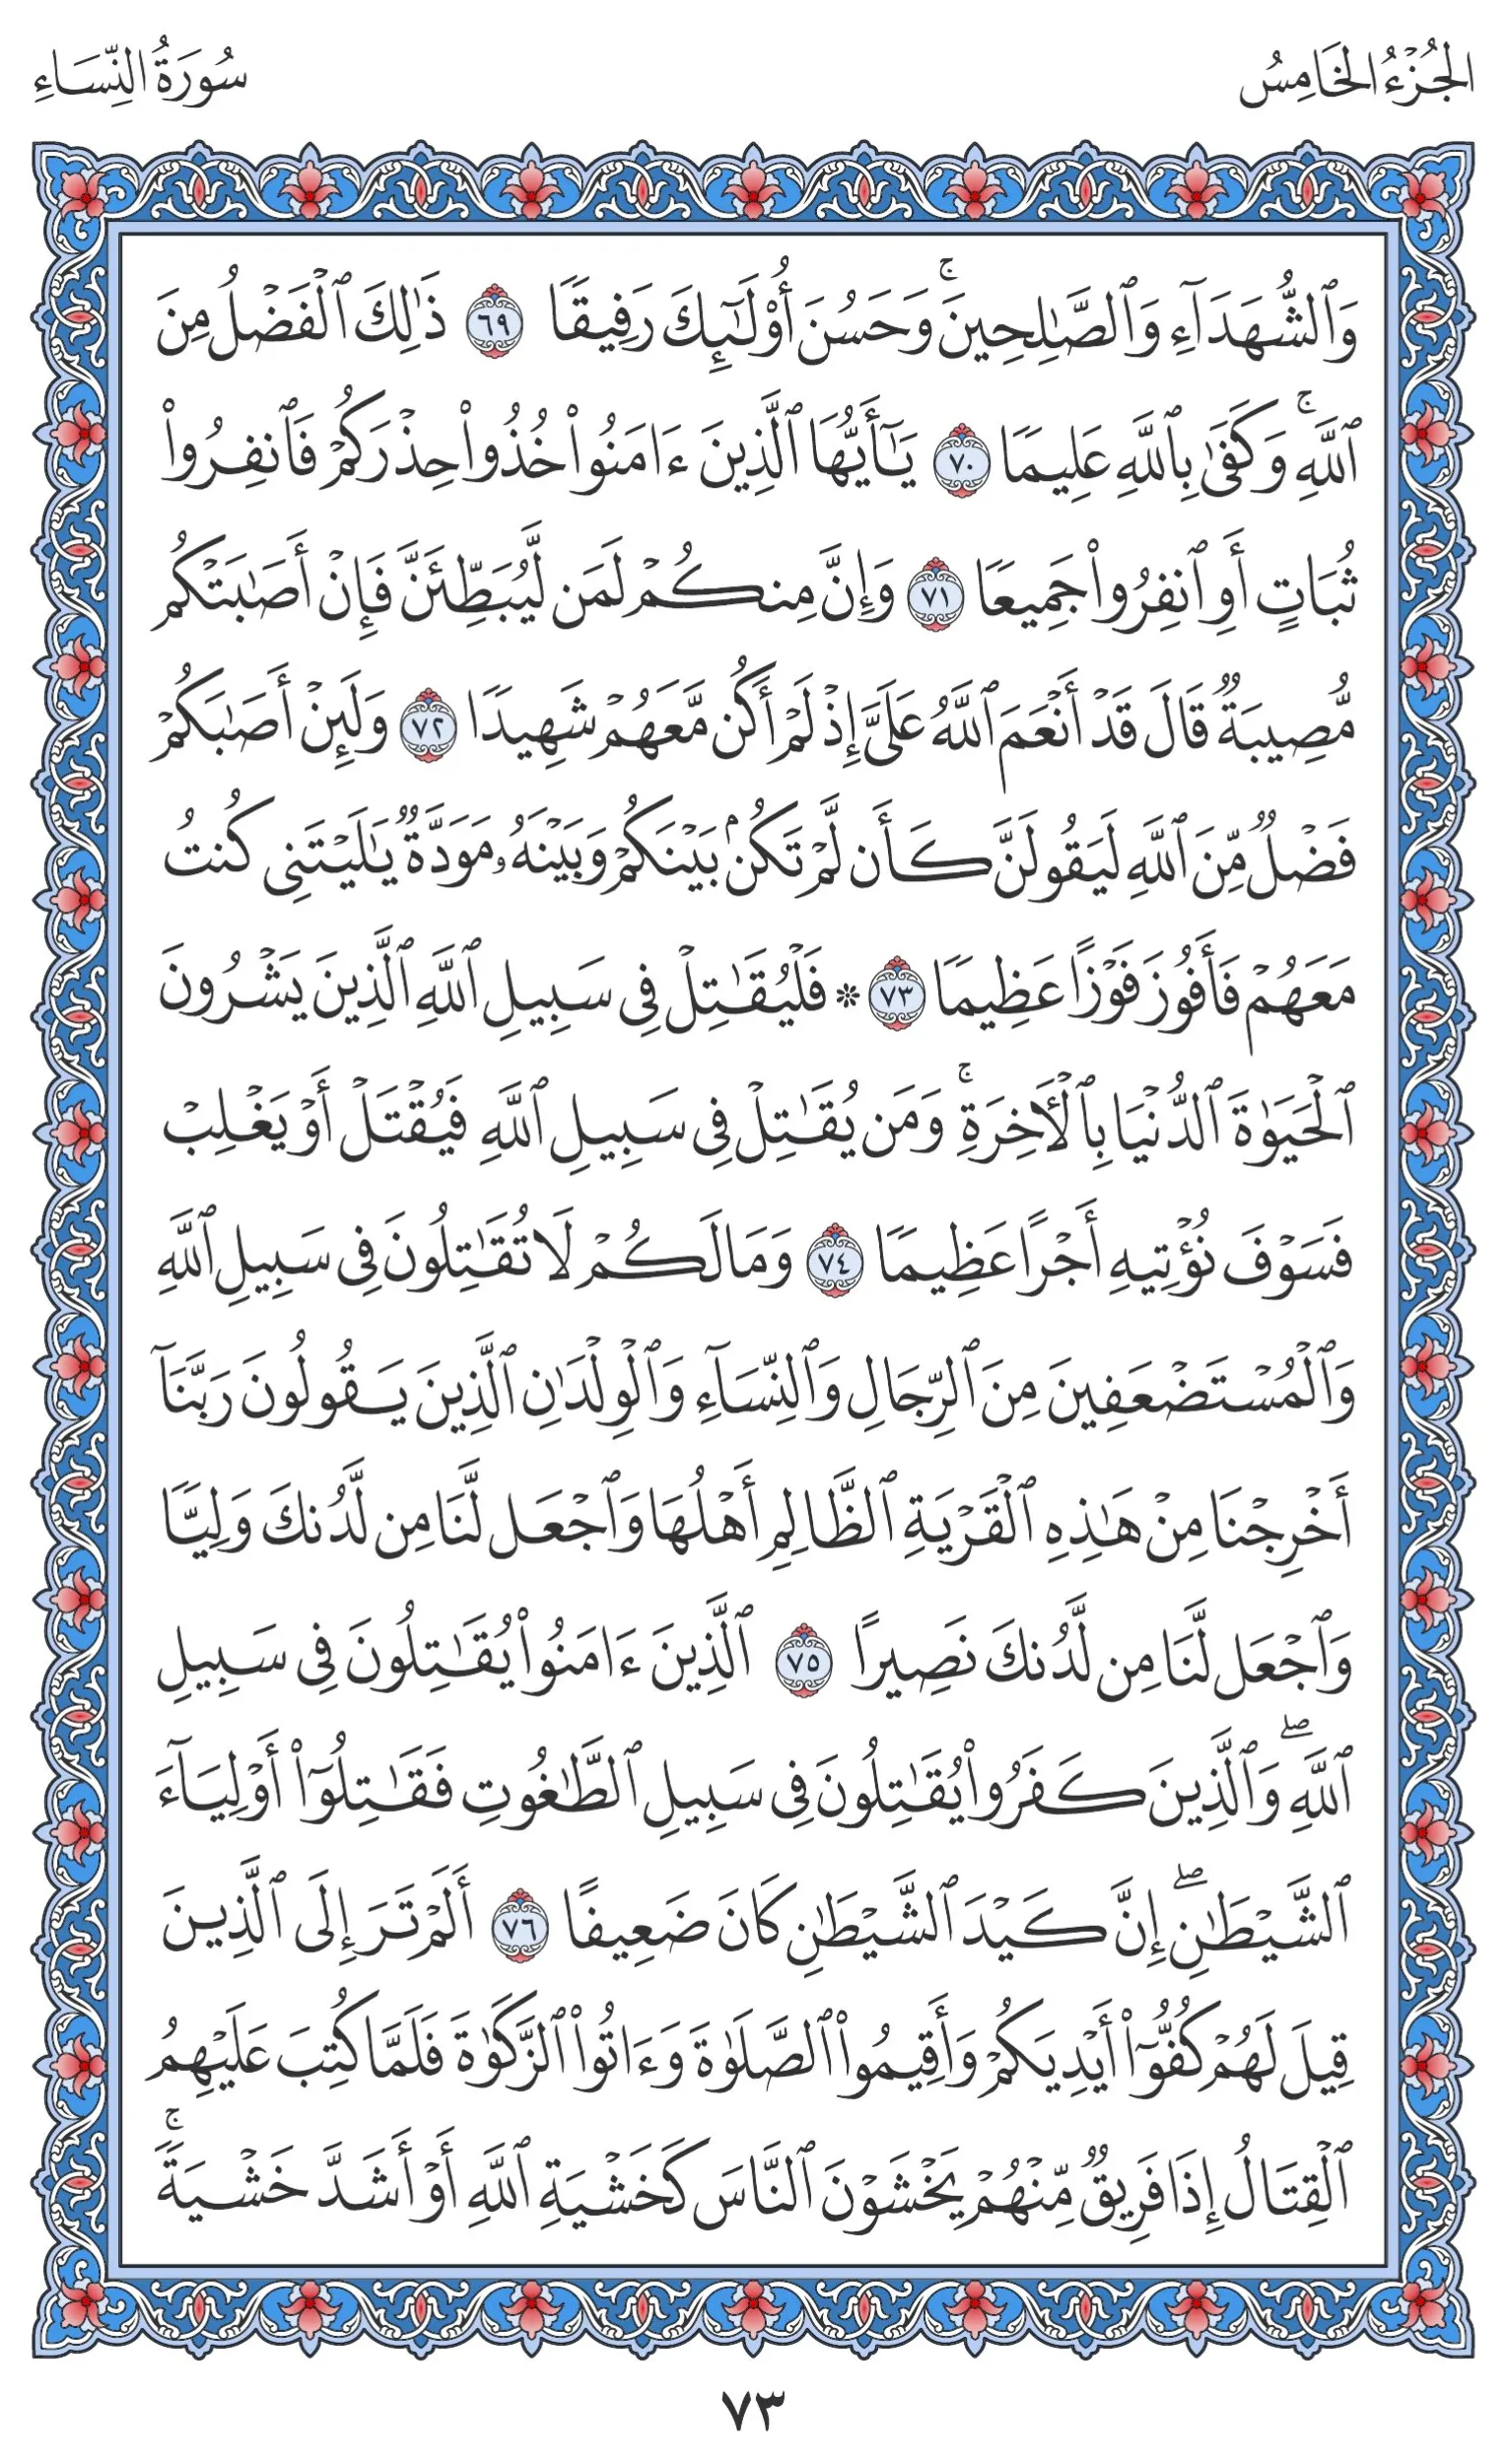 الجُزْءُ الخَامِسُ
سُورَةُ النِّسَاءِ
وَٱلشُّهَدَآءِ وَٱلصَّٰلِحِينَۚ وَحَسُنَ أُوْلَٰٓئِكَ رَفِيقٗا ٦٩ ذَٰلِكَ ٱلْفَضْلُ مِنَ
ٱللَّهِۚ وَكَفَىٰ بِٱللَّهِ عَلِيمٗا ٧٠ يَٰٓأَيُّهَا ٱلَّذِينَ ءَامَنُوا۟ خُذُوا۟ حِذْرَكُمْ فَٱنفِرُوا۟
ثُبَاتٍ أَوِ ٱنفِرُوا۟ جَمِيعٗا ٧١ وَإِنَّ مِنكُمْ لَمَن لَّيُبَطِّئَنَّ فَإِنْ أَصَٰبَتْكُم
مُّصِيبَةٞ قَالَ قَدْ أَنْعَمَ ٱللَّهُ عَلَيَّ إِذْ لَمْ أَكُن مَّعَهُمْ شَهِيدٗا ٧٢ وَلَئِنْ أَصَٰبَكُمْ
فَضْلٞ مِّنَ ٱللَّهِ لَيَقُولَنَّ كَأَن لَّمْ تَكُنۢ بَيْنَكُمْ وَبَيْنَهُۥ مَوَدَّةٞ يَٰلَيْتَنِى كُنتُ
مَعَهُمْ فَأَفُوزَ فَوْزًا عَظِيمٗا ٧٣ ۞ فَلْيُقَٰتِلْ فِى سَبِيلِ ٱللَّهِ ٱلَّذِينَ يَشْرُونَ
ٱلْحَيَوٰةَ ٱلدُّنْيَا بِٱلْأٓخِرَةِۚ وَمَن يُقَٰتِلْ فِى سَبِيلِ ٱللَّهِ فَيُقْتَلْ أَوْ يَغْلِبْ
فَسَوْفَ نُؤْتِيهِ أَجْرًا عَظِيمٗا ٧٤ وَمَا لَكُمْ لَا تُقَٰتِلُونَ فِى سَبِيلِ ٱللَّهِ
وَٱلْمُسْتَضْعَفِينَ مِنَ ٱلرِّجَالِ وَٱلنِّسَآءِ وَٱلْوِلْدَٰنِ ٱلَّذِينَ يَقُولُونَ رَبَّنَآ
أَخْرِجْنَا مِنْ هَٰذِهِ ٱلْقَرْيَةِ ٱلظَّالِمِ أَهْلُهَا وَٱجْعَل لَّنَا مِن لَّدُنكَ وَلِيّٗا
وَٱجْعَل لَّنَا مِن لَّدُنكَ نَصِيرًا ٧٥ ٱلَّذِينَ ءَامَنُوا۟ يُقَٰتِلُونَ فِى سَبِيلِ
ٱللَّهِۖ وَٱلَّذِينَ كَفَرُوا۟ يُقَٰتِلُونَ فِى سَبِيلِ ٱلطَّٰغُوتِ فَقَٰتِلُوٓا۟ أَوْلِيَآءَ
ٱلشَّيْطَٰنِۖ إِنَّ كَيْدَ ٱلشَّيْطَٰنِ كَانَ ضَعِيفًا ٧٦ أَلَمْ تَرَ إِلَى ٱلَّذِينَ
قِيلَ لَهُمْ كُفُّوٓا۟ أَيْدِيَكُمْ وَأَقِيمُوا۟ ٱلصَّلَوٰةَ وَءَاتُوا۟ ٱلزَّكَوٰةَ فَلَمَّا كُتِبَ عَلَيْهِمُ
ٱلْقِتَالُ إِذَا فَرِيقٞ مِّنْهُمْ يَخْشَوْنَ ٱلنَّاسَ كَخَشْيَةِ ٱللَّهِ أَوْ أَشَدَّ خَشْيَةٗۚ
٧٣